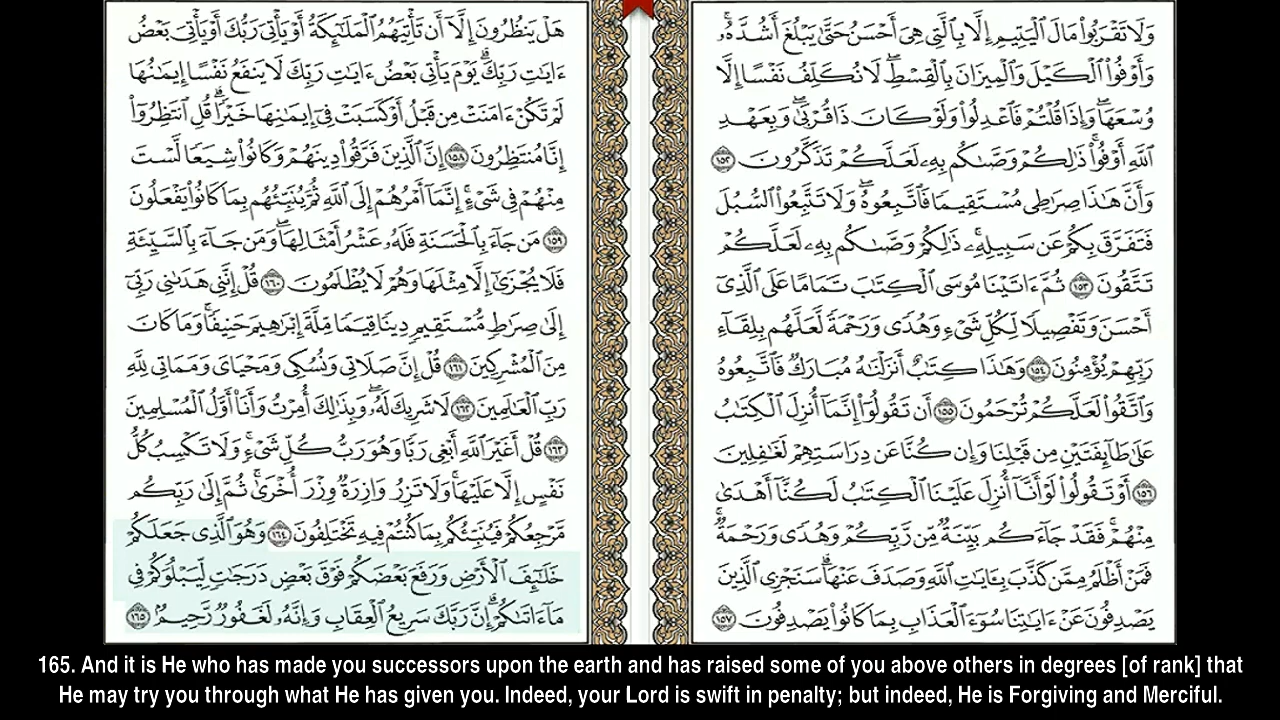 وَلَا تَقْرَبُوا۟ مَالَ ٱلْيَتِيمِ إِلَّا بِٱلَّتِى هِىَ أَحْسَنُ حَتَّىٰ يَبْلُغَ أَشُدَّهُۥ
وَأَوْفُوا۟ ٱلْكَيْلَ وَٱلْمِيزَانَ بِٱلْقِسْطِ ۖ لَا نُكَلِّفُ نَفْسًا إِلَّا
وُسْعَهَا ۖ وَإِذَا قُلْتُمْ فَٱعْدِلُوا۟ وَلَوْ كَانَ ذَا قُرْبَىٰ ۖ وَبِعَهْدِ
ٱللَّهِ أَوْفُوا۟ ۚ ذَٰلِكُمْ وَصَّىٰكُم بِهِۦ لَعَلَّكُمْ تَذَكَّرُونَ ١٥٢
وَأَنَّ هَٰذَا صِرَٰطِى مُسْتَقِيمًا فَٱتَّبِعُوهُ ۖ وَلَا تَتَّبِعُوا۟ ٱلسُّبُلَ
فَتَفَرَّقَ بِكُمْ عَن سَبِيلِهِۦ ۚ ذَٰلِكُمْ وَصَّىٰكُم بِهِۦ لَعَلَّكُمْ
تَتَّقُونَ ١٥٣ ثُمَّ ءَاتَيْنَا مُوسَى ٱلْكِتَٰبَ تَمَامًا عَلَى ٱلَّذِىٓ
أَحْسَنَ وَتَفْصِيلًا لِّكُلِّ شَىْءٍ وَهُدًى وَرَحْمَةً لَّعَلَّهُم بِلِقَآءِ
رَبِّهِمْ يُؤْمِنُونَ ١٥٤ وَهَٰذَا كِتَٰبٌ أَنزَلْنَٰهُ مُبَارَكٌ فَٱتَّبِعُوهُ
وَٱتَّقُوا۟ لَعَلَّكُمْ تُرْحَمُونَ ١٥٥ أَن تَقُولُوٓا۟ إِنَّمَآ أُنزِلَ ٱلْكِتَٰبُ
عَلَىٰ طَآئِفَتَيْنِ مِن قَبْلِنَا وَإِن كُنَّا عَن دِرَاسَتِهِمْ لَغَٰفِلِينَ
١٥٦ أَوْ تَقُولُوا۟ لَوْ أَنَّآ أُنزِلَ عَلَيْنَا ٱلْكِتَٰبُ لَكُنَّآ أَهْدَىٰ
مِنْهُمْ ۚ فَقَدْ جَآءَكُم بَيِّنَةٌ مِّن رَّبِّكُمْ وَهُدًى وَرَحْمَةٌ ۚ
فَمَنْ أَظْلَمُ مِمَّن كَذَّبَ بِـَٔايَٰتِ ٱللَّهِ وَصَدَفَ عَنْهَا ۗ سَنَجْزِى ٱلَّذِينَ
يَصْدِفُونَ عَنْ ءَايَٰتِنَا سُوٓءَ ٱلْعَذَابِ بِمَا كَانُوا۟ يَصْدِفُونَ ١٥٧
هَلْ يَنظُرُونَ إِلَّآ أَن تَأْتِيَهُمُ ٱلْمَلَٰٓئِكَةُ أَوْ يَأْتِىَ رَبُّكَ أَوْ يَأْتِىَ بَعْضُ
ءَايَٰتِ رَبِّكَ ۗ يَوْمَ يَأْتِى بَعْضُ ءَايَٰتِ رَبِّكَ لَا يَنفَعُ نَفْسًا إِيمَٰنُهَا
لَمْ تَكُنْ ءَامَنَتْ مِن قَبْلُ أَوْ كَسَبَتْ فِىٓ إِيمَٰنِهَا خَيْرًا ۗ قُلِ ٱنتَظِرُوٓا۟
إِنَّا مُنتَظِرُونَ ١٥٨ إِنَّ ٱلَّذِينَ فَرَّقُوا۟ دِينَهُمْ وَكَانُوا۟ شِيَعًا لَّسْتَ
مِنْهُمْ فِى شَىْءٍ ۚ إِنَّمَآ أَمْرُهُمْ إِلَى ٱللَّهِ ثُمَّ يُنَبِّئُهُم بِمَا كَانُوا۟ يَفْعَلُونَ
١٥٩ مَن جَآءَ بِٱلْحَسَنَةِ فَلَهُۥ عَشْرُ أَمْثَالِهَا ۖ وَمَن جَآءَ بِٱلسَّيِّئَةِ
فَلَا يُجْزَىٰٓ إِلَّا مِثْلَهَا وَهُمْ لَا يُظْلَمُونَ ١٦٠ قُلْ إِنَّنِى هَدَىٰنِى رَبِّىٓ
إِلَىٰ صِرَٰطٍ مُّسْتَقِيمٍ دِينًا قِيَمًا مِّلَّةَ إِبْرَٰهِيمَ حَنِيفًا ۚ وَمَا كَانَ
مِنَ ٱلْمُشْرِكِينَ ١٦١ قُلْ إِنَّ صَلَاتِى وَنُسُكِى وَمَحْيَاىَ وَمَمَاتِى لِلَّهِ
رَبِّ ٱلْعَٰلَمِينَ ١٦٢ لَا شَرِيكَ لَهُۥ ۖ وَبِذَٰلِكَ أُمِرْتُ وَأَنَا۠ أَوَّلُ ٱلْمُسْلِمِينَ
١٦٣ قُلْ أَغَيْرَ ٱللَّهِ أَبْغِى رَبًّا وَهُوَ رَبُّ كُلِّ شَىْءٍ ۚ وَلَا تَكْسِبُ كُلُّ
نَفْسٍ إِلَّا عَلَيْهَا ۚ وَلَا تَزِرُ وَازِرَةٌ وِزْرَ أُخْرَىٰ ۚ ثُمَّ إِلَىٰ رَبِّكُم
مَّرْجِعُكُمْ فَيُنَبِّئُكُم بِمَا كُنتُمْ فِيهِ تَخْتَلِفُونَ ١٦٤ وَهُوَ ٱلَّذِى جَعَلَكُمْ
خَلَٰٓئِفَ ٱلْأَرْضِ وَرَفَعَ بَعْضَكُمْ فَوْقَ بَعْضٍ دَرَجَٰتٍ لِّيَبْلُوَكُمْ فِى
مَآ ءَاتَىٰكُمْ ۗ إِنَّ رَبَّكَ سَرِيعُ ٱلْعِقَابِ وَإِنَّهُۥ لَغَفُورٌ رَّحِيمٌۢ ١٦٥
165. And it is He who has made you successors upon the earth and has raised some of you above others in degrees [of rank] that
He may try you through what He has given you. Indeed, your Lord is swift in penalty; but indeed, He is Forgiving and Merciful.